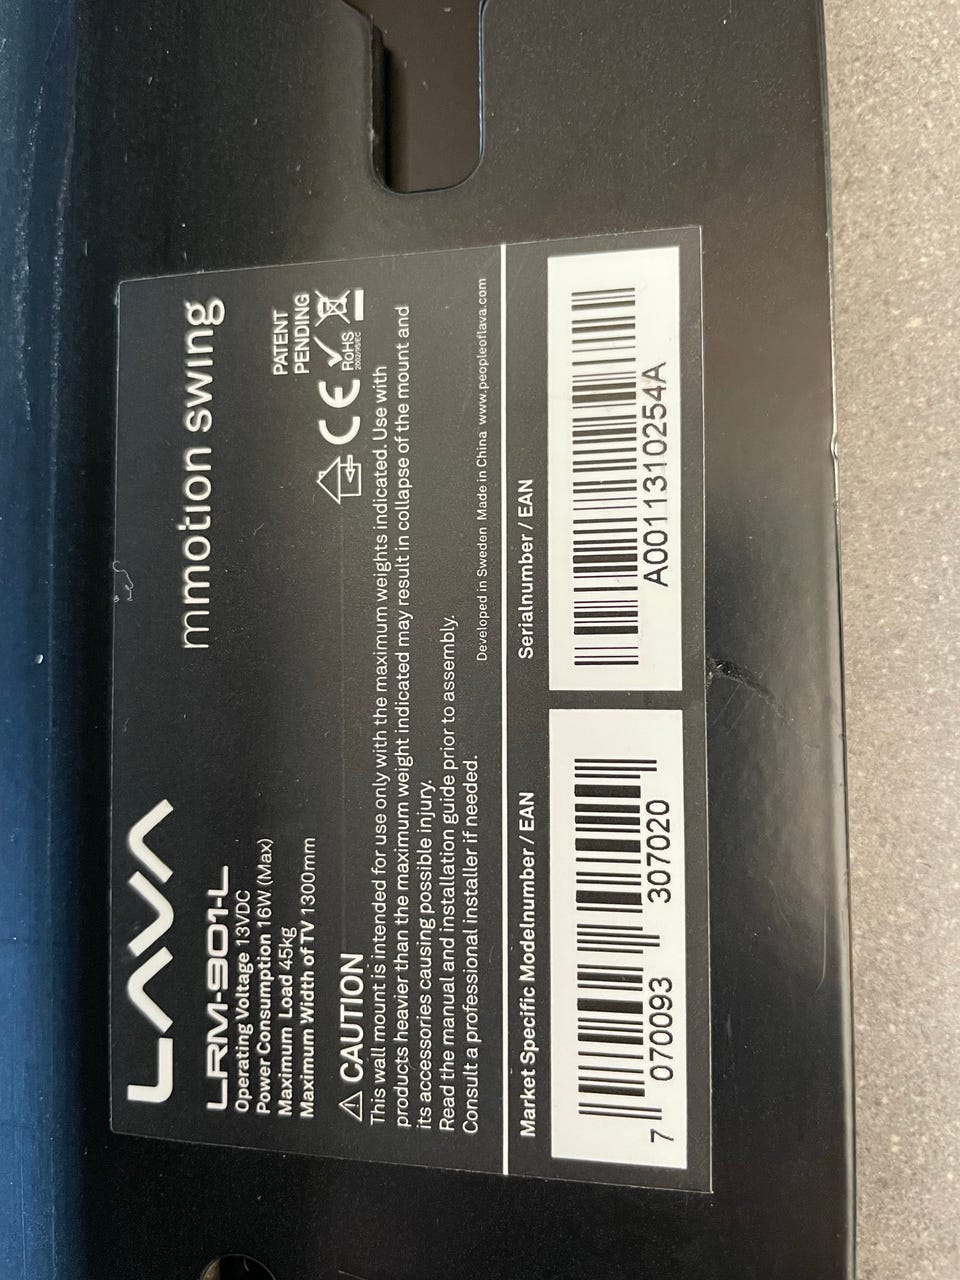 LAVA
mmotion swing
LRM-901-L
Operating Voltage 13VDC
Power Consumption 16W (Max)
Maximum Load 45kg
Maximum Width of TV 1300mm
PATENT
PENDING
CE
RoHS
2002/95/EC
⚠ CAUTION
This wall mount is intended for use only with the maximum weights indicated. Use with
products heavier than the maximum weight indicated may result in collapse of the mount and
its accessories causing possible injury.
Read the manual and installation guide prior to assembly.
Consult a professional installer if needed.
Developed in Sweden Made in China www.peopleoflava.com
Market Specific Modelnumber / EAN
7 070093 307020
Serialnumber / EAN
A0011310254A